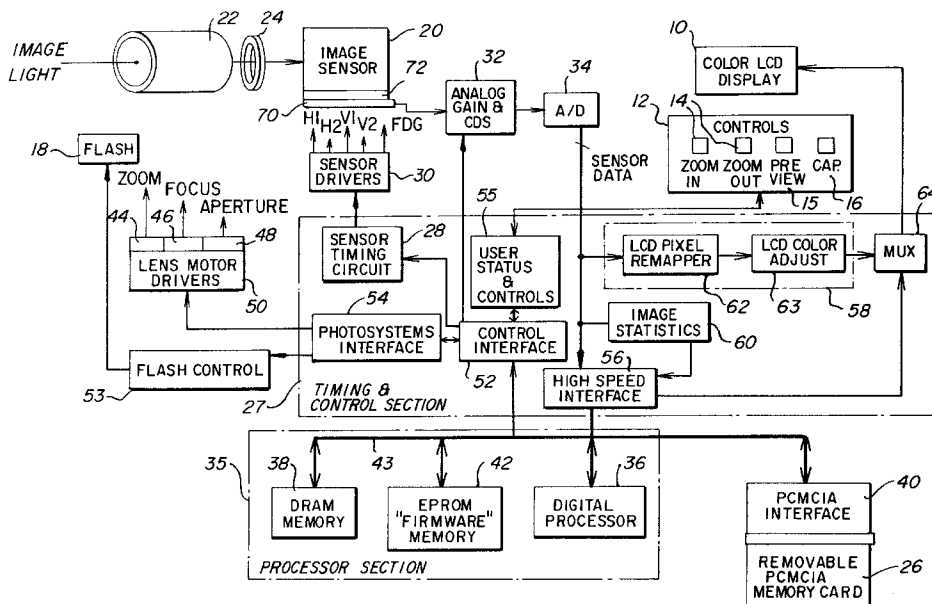 22
24
20
IMAGE
LIGHT
IMAGE
SENSOR
72
70
32
ANALOG
GAIN &
CDS
34
A/D
10
COLOR LCD
DISPLAY
12
14
CONTROLS
ZOOM
IN
ZOOM
OUT
PRE
VIEW
CAP.
15
16
H1
H2
V1
V2
FDG
18
FLASH
SENSOR
DRIVERS
30
SENSOR
DATA
ZOOM
FOCUS
APERTURE
44
46
48
LENS MOTOR
DRIVERS
50
SENSOR
TIMING
CIRCUIT
28
55
USER
STATUS
&
CONTROLS
LCD PIXEL
REMAPPER
62
LCD COLOR
ADJUST
63
58
64
MUX
54
PHOTOSYSTEMS
INTERFACE
CONTROL
INTERFACE
52
IMAGE
STATISTICS
60
FLASH CONTROL
53
27
TIMING &
CONTROL SECTION
56
HIGH SPEED
INTERFACE
35
38
43
42
36
DRAM
MEMORY
EPROM
"FIRMWARE"
MEMORY
DIGITAL
PROCESSOR
PROCESSOR SECTION
40
PCMCIA
INTERFACE
REMOVABLE
PCMCIA
MEMORY CARD
26